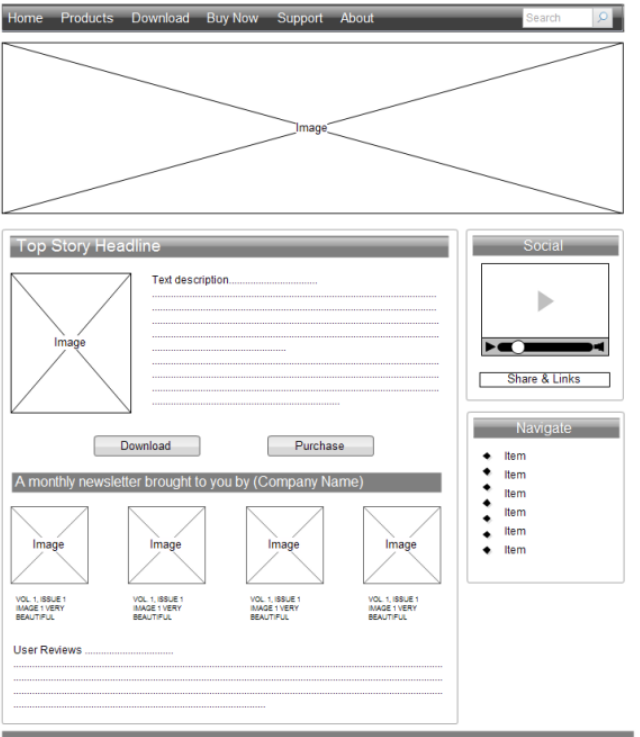 Home Products Download Buy Now Support About Search
Image
Top Story Headline
Image
Text description..............................
Download Purchase
A monthly newsletter brought to you by (Company Name)
Image Image Image Image
VOL. 1, ISSUE 1 VOL. 1, ISSUE 1 VOL. 1, ISSUE 1 VOL. 1, ISSUE 1
IMAGE 1 VERY IMAGE 1 VERY IMAGE 1 VERY IMAGE 1 VERY
BEAUTIFUL BEAUTIFUL BEAUTIFUL BEAUTIFUL
User Reviews ..............................
Social
Share & Links
Navigate
Item
Item
Item
Item
Item
Item